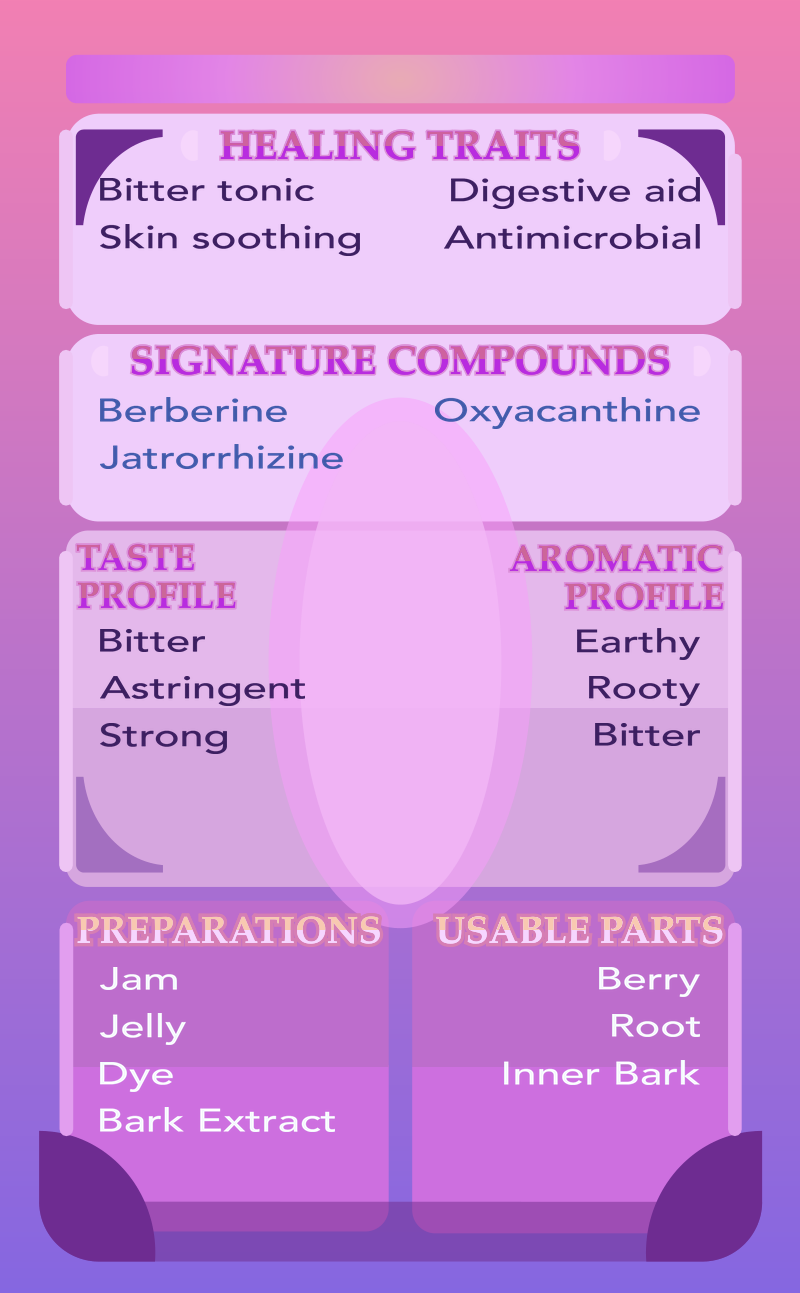 HEALING TRAITS
Bitter tonic
Digestive aid
Skin soothing
Antimicrobial
SIGNATURE COMPOUNDS
Berberine
Oxyacanthine
Jatrorrhizine
TASTE
PROFILE
Bitter
Astringent
Strong
AROMATIC
PROFILE
Earthy
Rooty
Bitter
PREPARATIONS
Jam
Jelly
Dye
Bark Extract
USABLE PARTS
Berry
Root
Inner Bark